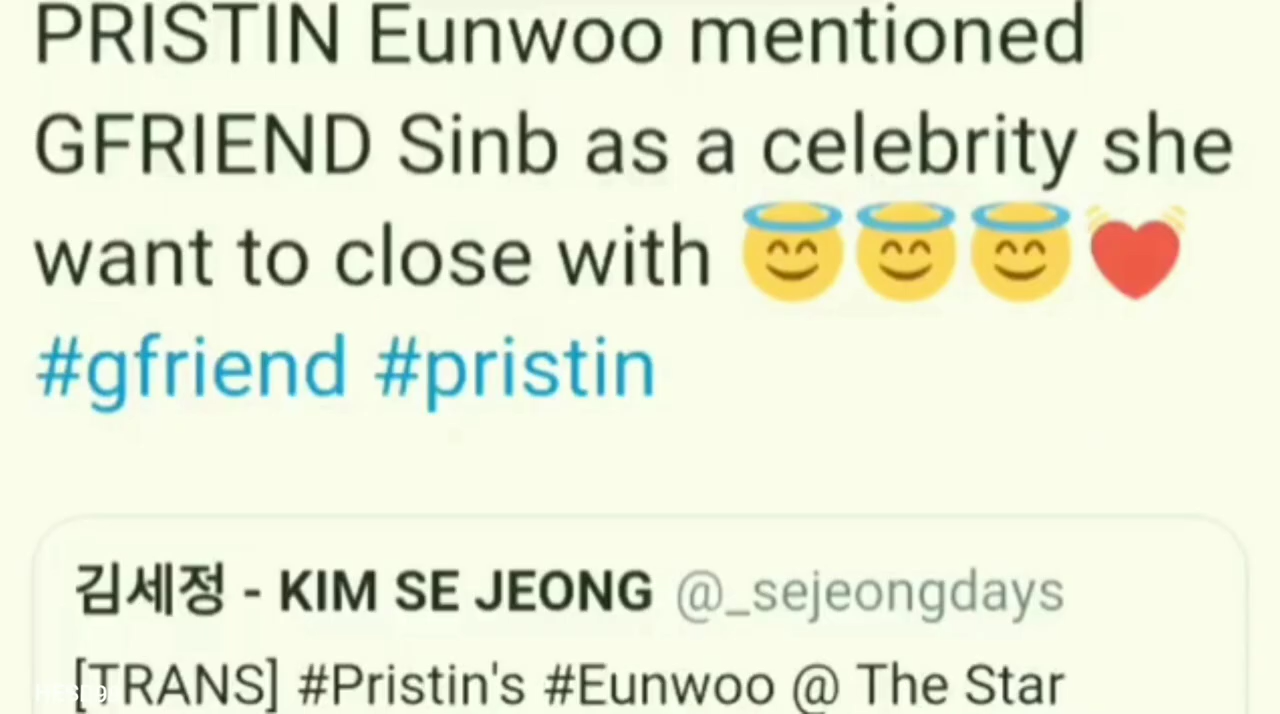 PRISTIN Eunwoo mentioned
GFRIEND Sinb as a celebrity she
want to close with 😇😇😇💓
#gfriend #pristin
김세정 - KIM SE JEONG @_sejeongdays
[TRANS] #Pristin's #Eunwoo @ The Star